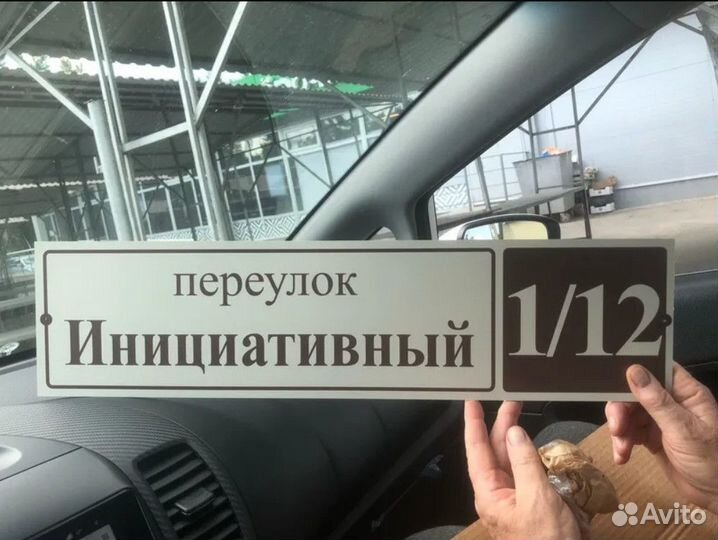 переулок
Инициативный
1/12
Avito